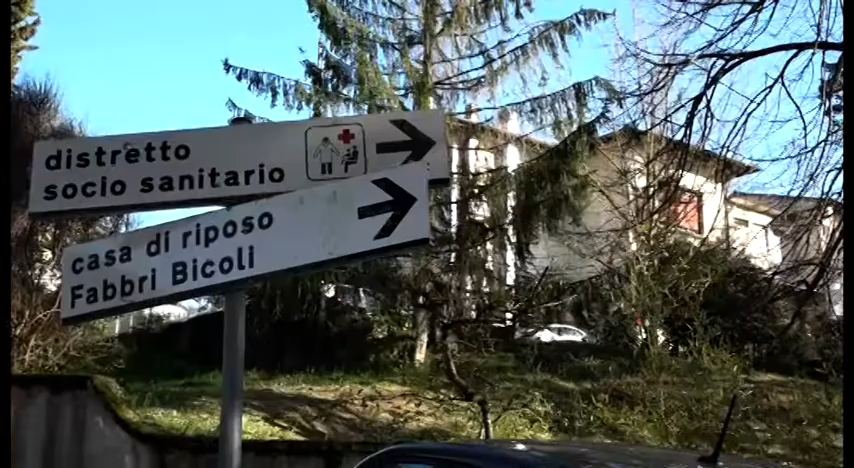 distretto
socio sanitario
casa di riposo
Fabbri Bicoli